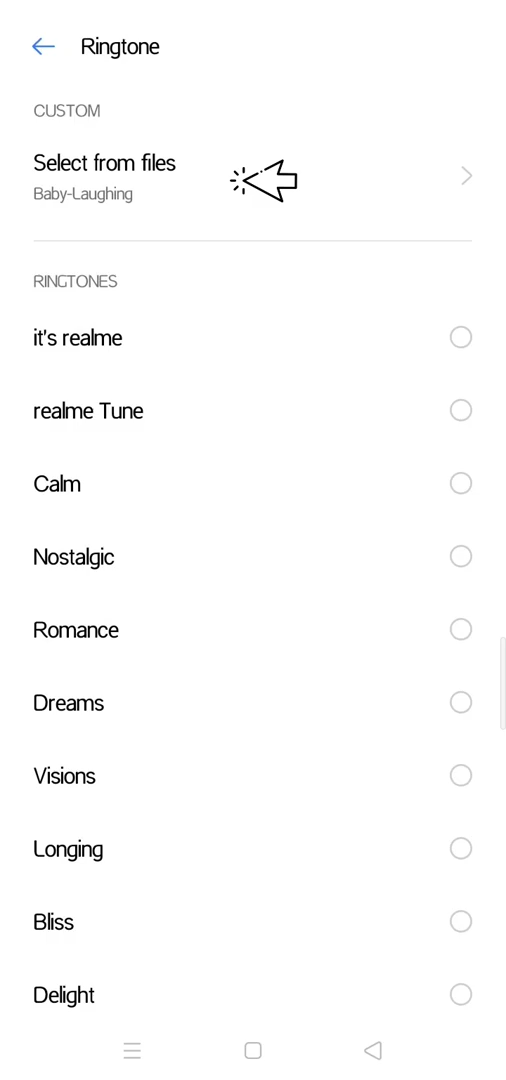 Ringtone
CUSTOM
Select from files
Baby-Laughing
RINGTONES
it's realme
realme Tune
Calm
Nostalgic
Romance
Dreams
Visions
Longing
Bliss
Delight